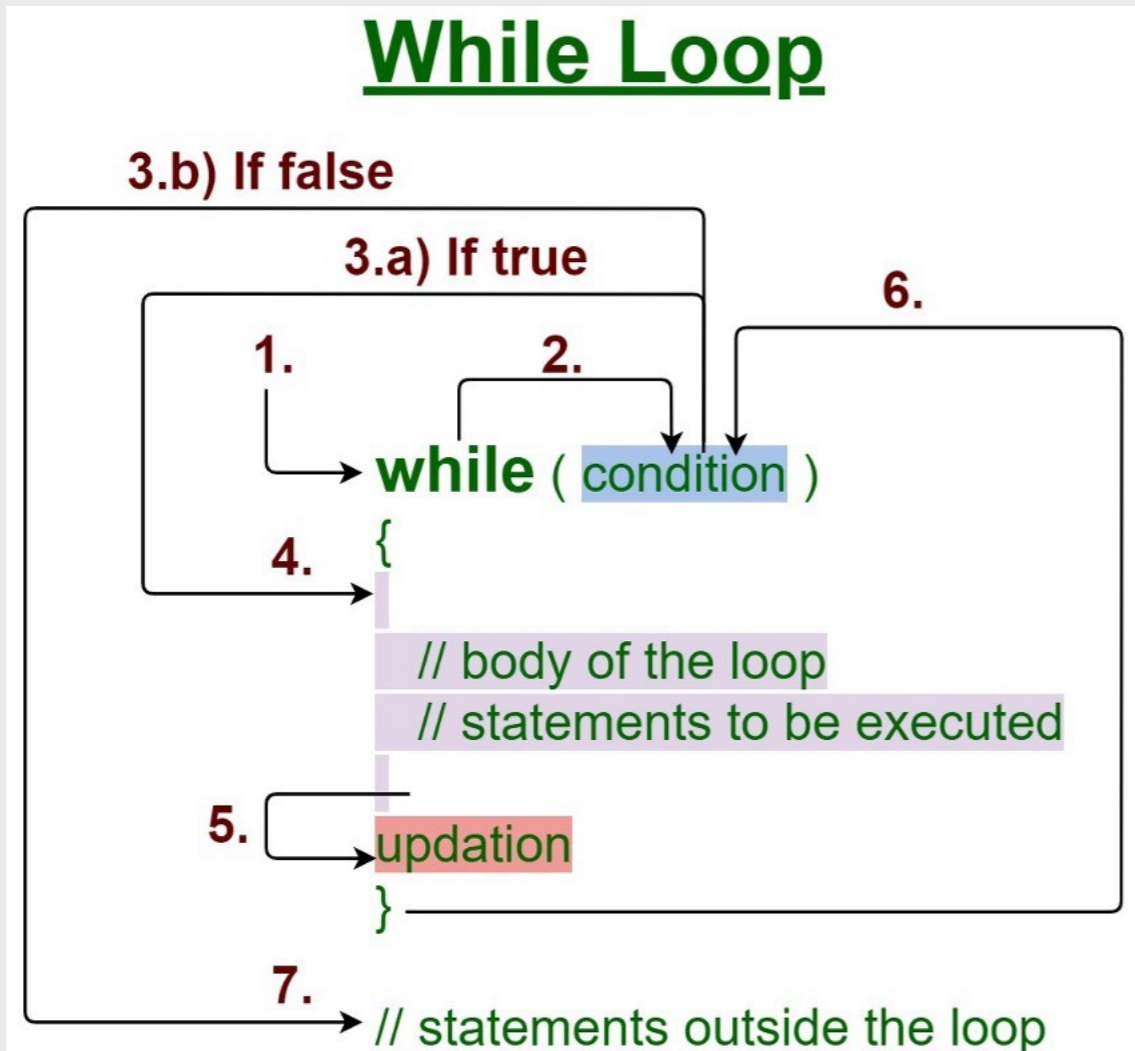 While Loop
3.b) If false
3.a) If true
6.
1.
2.
while ( condition )
{
4.
// body of the loop
// statements to be executed
5.
updation
}
7.
// statements outside the loop